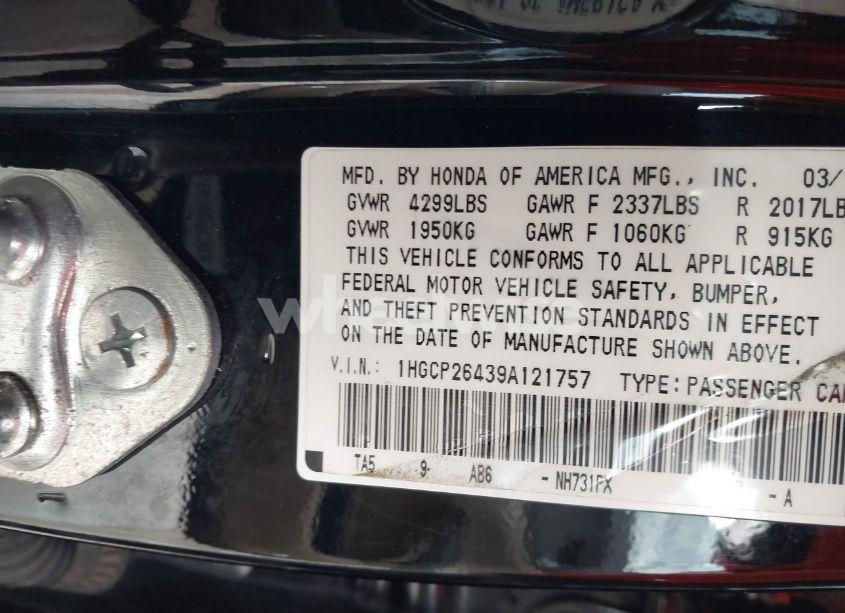 MFD. BY HONDA OF AMERICA MFG., INC. 03/
GVWR 4299LBS GAWR F 2337LBS R 2017LB
GVWR 1950KG GAWR F 1060KG R 915KG
THIS VEHICLE CONFORMS TO ALL APPLICABLE
FEDERAL MOTOR VEHICLE SAFETY, BUMPER,
AND THEFT PREVENTION STANDARDS IN EFFECT
ON THE DATE OF MANUFACTURE SHOWN ABOVE.
V.I.N.: 1HGCP26439A121757 TYPE: PASSENGER CAR
P
TA5 9 AB6 - NH731PX - A